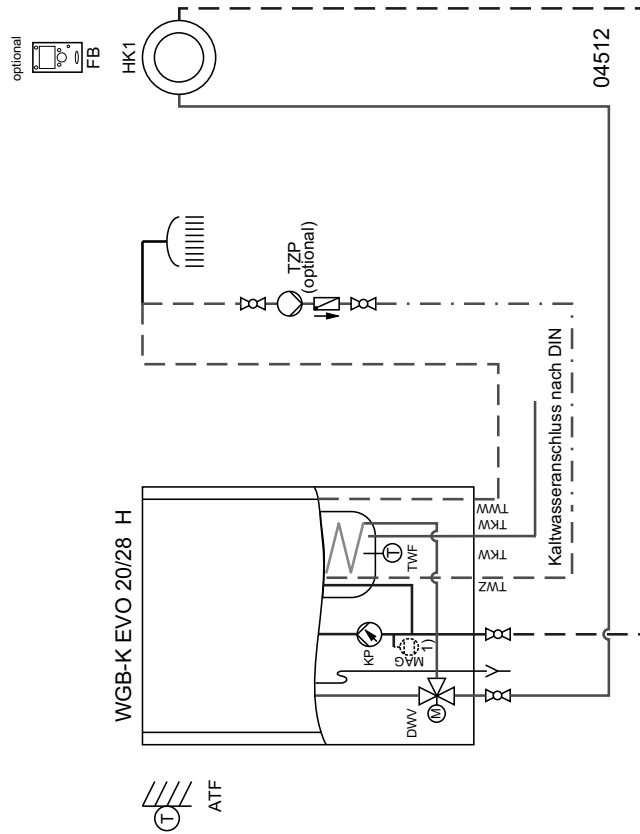 optional
FB
HK1
04512
TZP
(optional)
WGB-K EVO 20/28 H
Kaltwasseranschluss nach DIN
TWW
TKW
TKW
TWZ
T
TWF
KP
MAG
1)
DWV
M
T
ATF